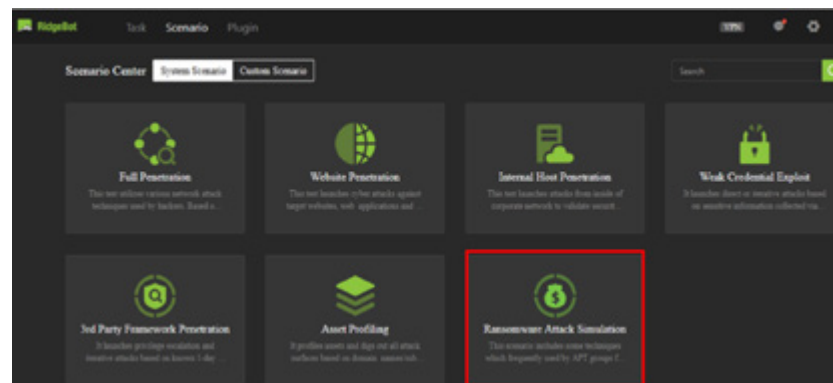 RidgeBot Task Scenario Plugin VPN
Scenario Center System Scenario Custom Scenario Search
Full Penetration
This test utilize various network attack
techniques used by hackers. Based o...
Website Penetration
This test launches cyber attacks against
target websites, web applications and ...
Internal Host Penetration
This test launches attacks from inside of
corporate network to validate securit...
Weak Credential Exploit
It launches direct or iterative attacks based
on sensitive information collected via...
3rd Party Framework Penetration
It launches privilege escalation and
iterative attacks based on known 1-day ...
Asset Profiling
It profiles assets and digs out all attack
surfaces based on domain names/sub...
Ransomware Attack Simulation
This scenario includes some techniques
which frequently used by APT groups f...